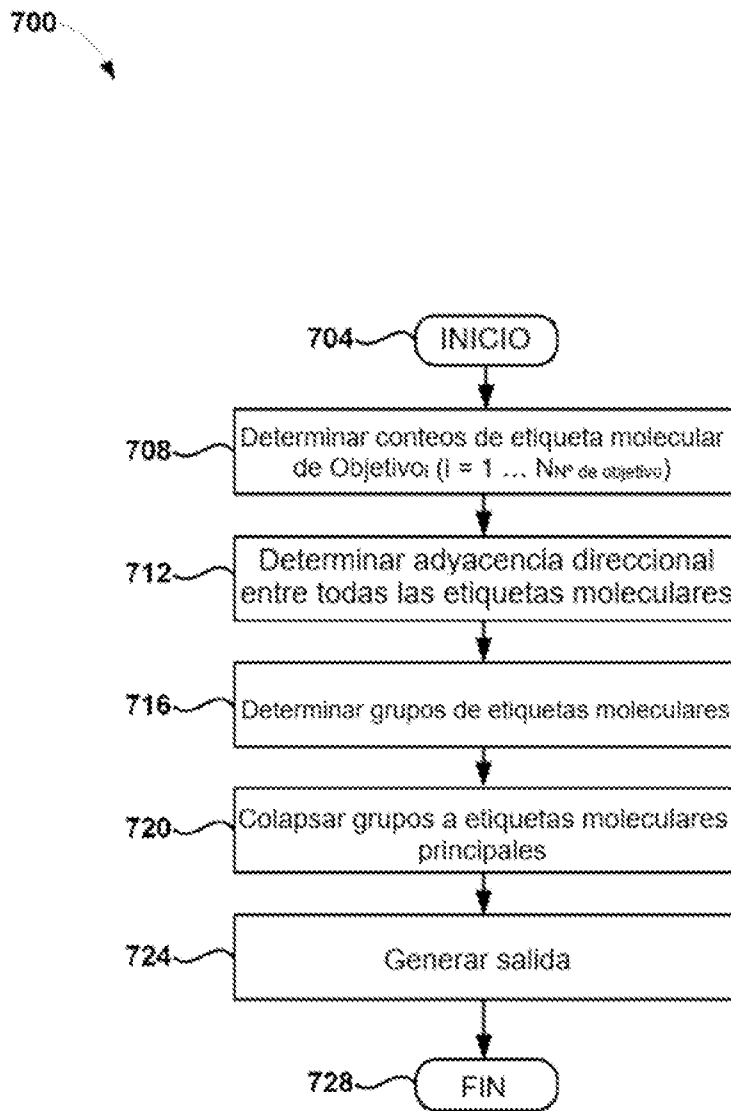 700
704 INICIO
708 Determinar conteos de etiqueta molecular
de Objetivoi (i = 1 ... NNº de objetivo)
712 Determinar adyacencia direccional
entre todas las etiquetas moleculares
716 Determinar grupos de etiquetas moleculares
720 Colapsar grupos a etiquetas moleculares
principales
724 Generar salida
728 FIN